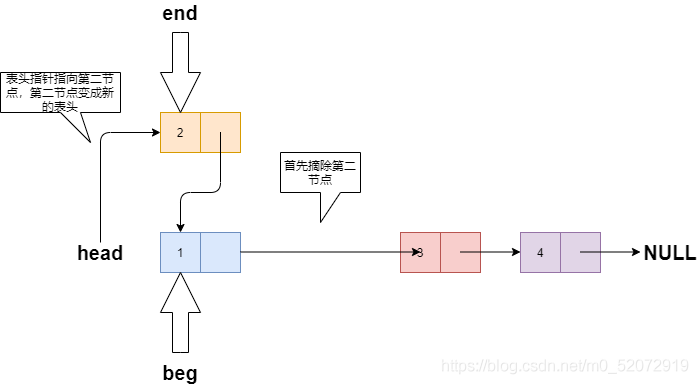 end
表头指针指向第二节
点，第二节点变成新
的表头
2
首先摘除第二
节点
head
1
3
4
NULL
beg
https://blog.csdn.net/m0_52072919